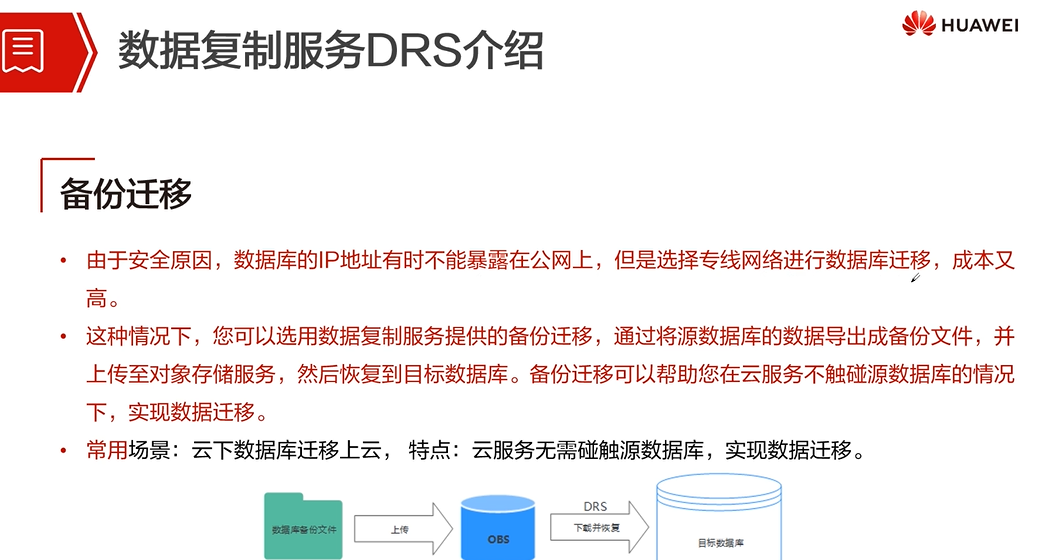 数据复制服务DRS介绍
HUAWEI
备份迁移
• 由于安全原因，数据库的IP地址有时不能暴露在公网上，但是选择专线网络进行数据库迁移，成本又
高。
• 这种情况下，您可以选用数据复制服务提供的备份迁移，通过将源数据库的数据导出成备份文件，并
上传至对象存储服务，然后恢复到目标数据库。备份迁移可以帮助您在云服务不触碰源数据库的情况
下，实现数据迁移。
• 常用场景：云下数据库迁移上云， 特点：云服务无需碰触源数据库，实现数据迁移。
数据库备份文件
上传
OBS
DRS
下载并恢复
目标数据库